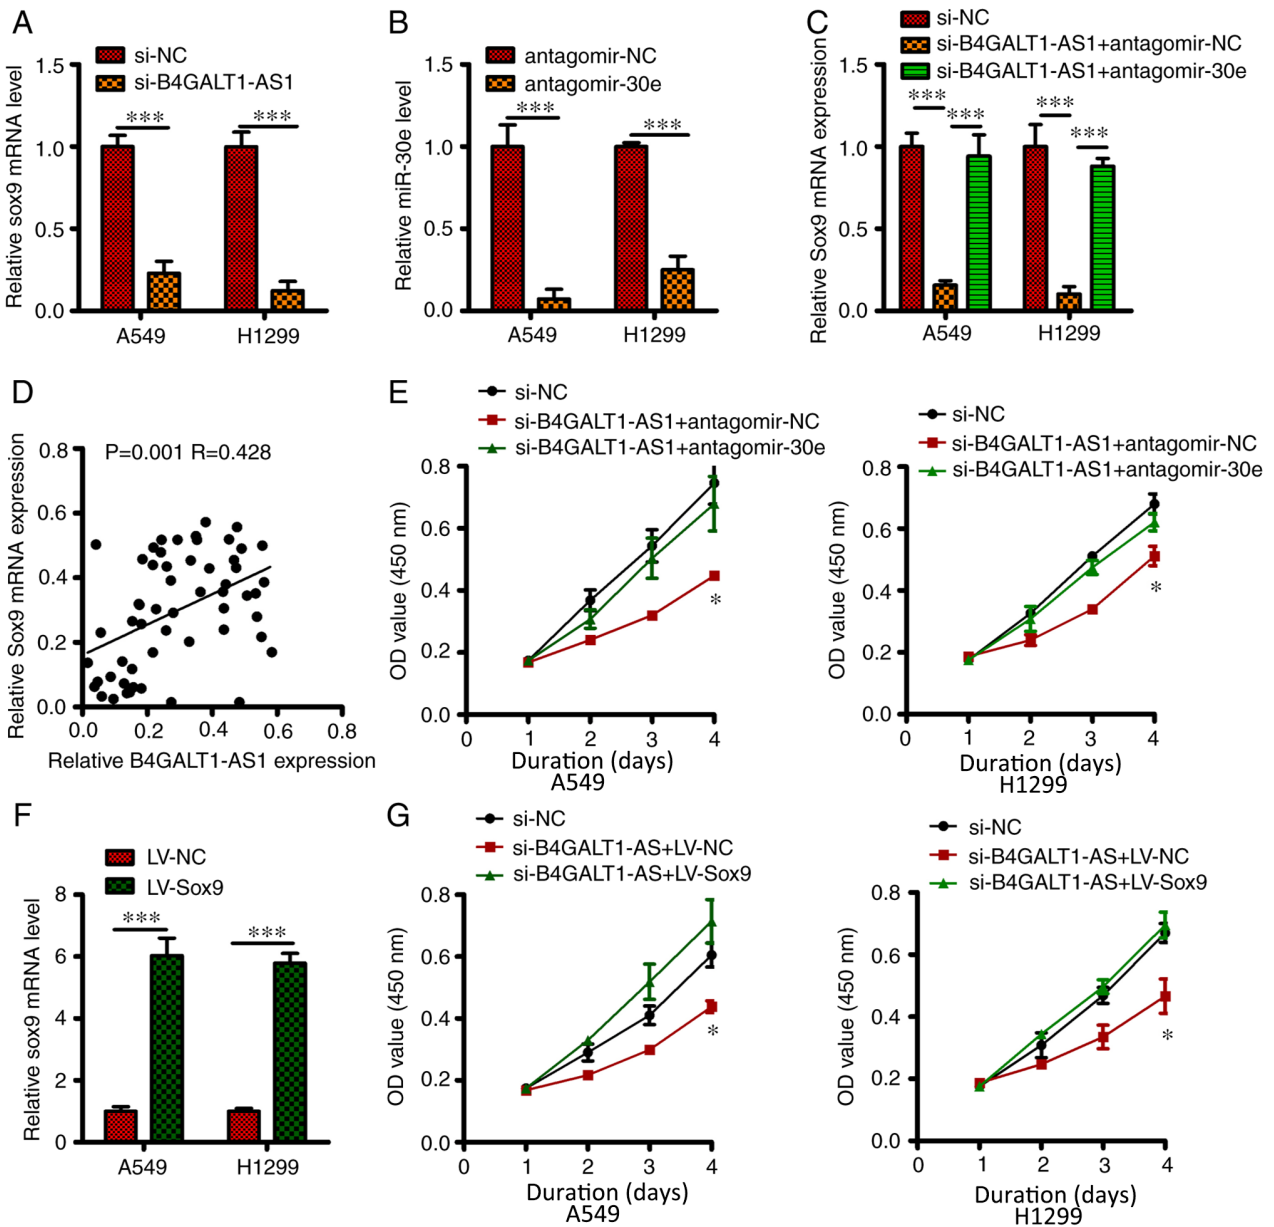 A
si-NC
si-B4GALT1-AS1
Relative sox9 mRNA level
1.5
1.0
0.5
0.0
***
***
A549
H1299
B
antagomir-NC
antagomir-30e
Relative miR-30e level
1.5
1.0
0.5
0.0
***
***
A549
H1299
C
si-NC
si-B4GALT1-AS1+antagomir-NC
si-B4GALT1-AS1+antagomir-30e
Relative Sox9 mRNA expression
1.5
1.0
0.5
0.0
***
***
***
***
A549
H1299
D
P=0.001 R=0.428
Relative Sox9 mRNA expression
0.8
0.6
0.4
0.2
0.0
0.0 0.2 0.4 0.6 0.8
Relative B4GALT1-AS1 expression
E
si-NC
si-B4GALT1-AS1+antagomir-NC
si-B4GALT1-AS1+antagomir-30e
OD value (450 nm)
0.8
0.6
0.4
0.2
0.0
*
0 1 2 3 4
Duration (days)
A549
si-NC
si-B4GALT1-AS1+antagomir-NC
si-B4GALT1-AS1+antagomir-30e
OD value (450 nm)
0.8
0.6
0.4
0.2
0.0
*
0 1 2 3 4
Duration (days)
H1299
F
LV-NC
LV-Sox9
Relative sox9 mRNA level
8
6
4
2
0
***
***
A549
H1299
G
si-NC
si-B4GALT1-AS+LV-NC
si-B4GALT1-AS+LV-Sox9
OD value (450 nm)
0.8
0.6
0.4
0.2
0.0
*
0 1 2 3 4
Duration (days)
A549
si-NC
si-B4GALT1-AS+LV-NC
si-B4GALT1-AS+LV-Sox9
OD value (450 nm)
0.8
0.6
0.4
0.2
0.0
*
0 1 2 3 4
Duration (days)
H1299